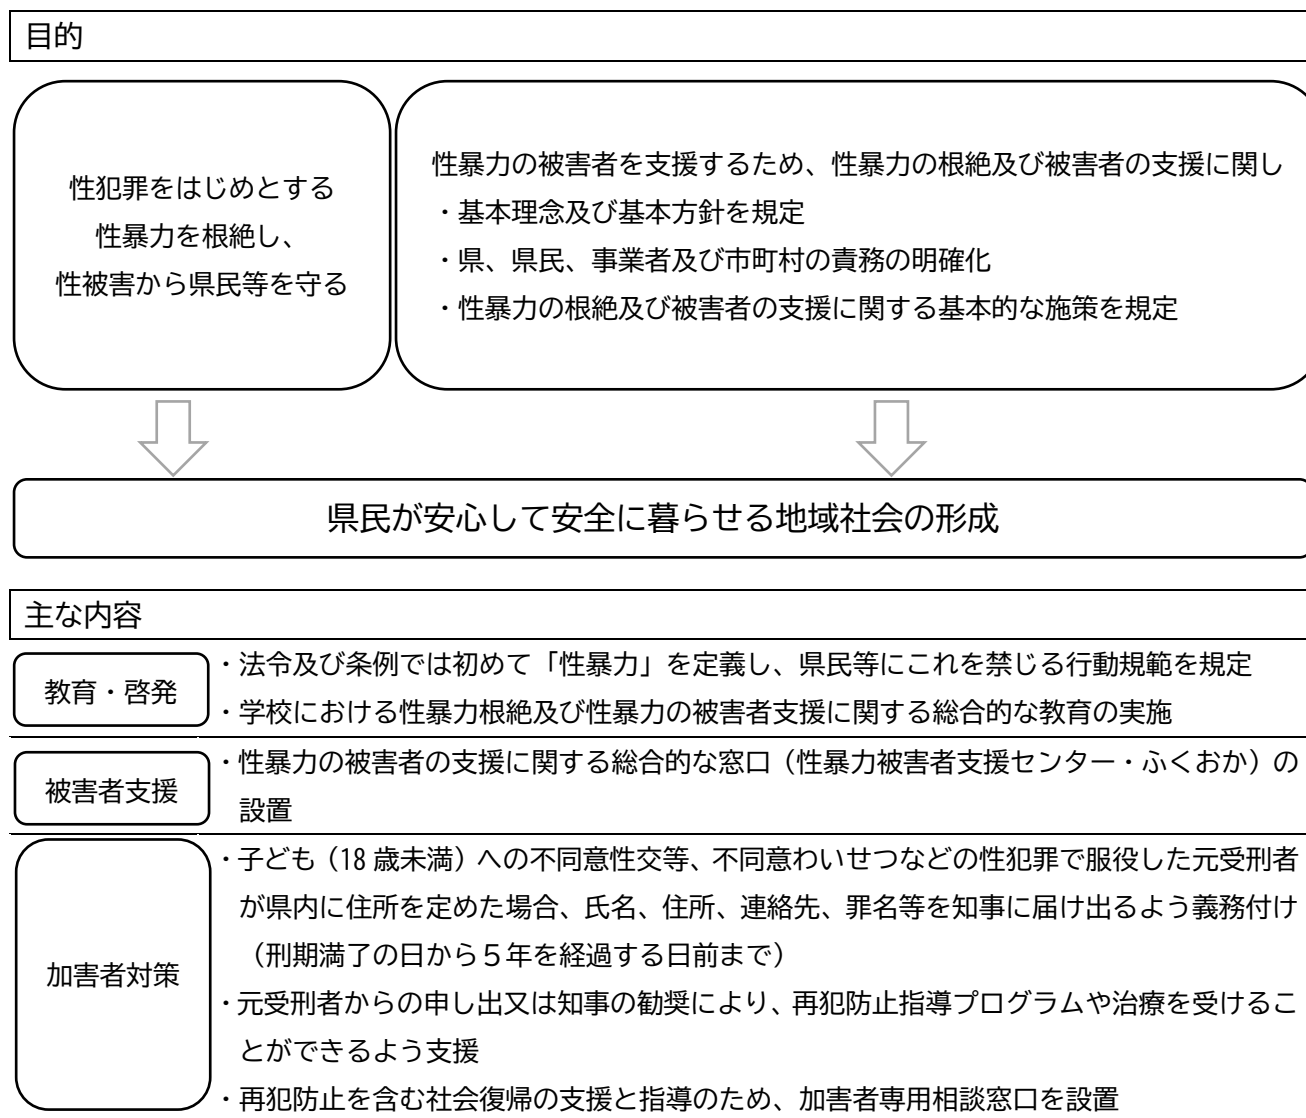 目的
性犯罪をはじめとする
性暴力を根絶し、
性被害から県民等を守る
性暴力の被害者を支援するため、性暴力の根絶及び被害者の支援に関し
・基本理念及び基本方針を規定
・県、県民、事業者及び市町村の責務の明確化
・性暴力の根絶及び被害者の支援に関する基本的な施策を規定
県民が安心して安全に暮らせる地域社会の形成
主な内容
教育・啓発
・法令及び条例では初めて「性暴力」を定義し、県民等にこれを禁じる行動規範を規定
・学校における性暴力根絶及び性暴力の被害者支援に関する総合的な教育の実施
被害者支援
・性暴力の被害者の支援に関する総合的な窓口（性暴力被害者支援センター・ふくおか）の
設置
加害者対策
・子ども（18 歳未満）への不同意性交等、不同意わいせつなどの性犯罪で服役した元受刑者
が県内に住所を定めた場合、氏名、住所、連絡先、罪名等を知事に届け出るよう義務付け
（刑期満了の日から５年を経過する日前まで）
・元受刑者からの申し出又は知事の勧奨により、再犯防止指導プログラムや治療を受けるこ
とができるよう支援
・再犯防止を含む社会復帰の支援と指導のため、加害者専用相談窓口を設置